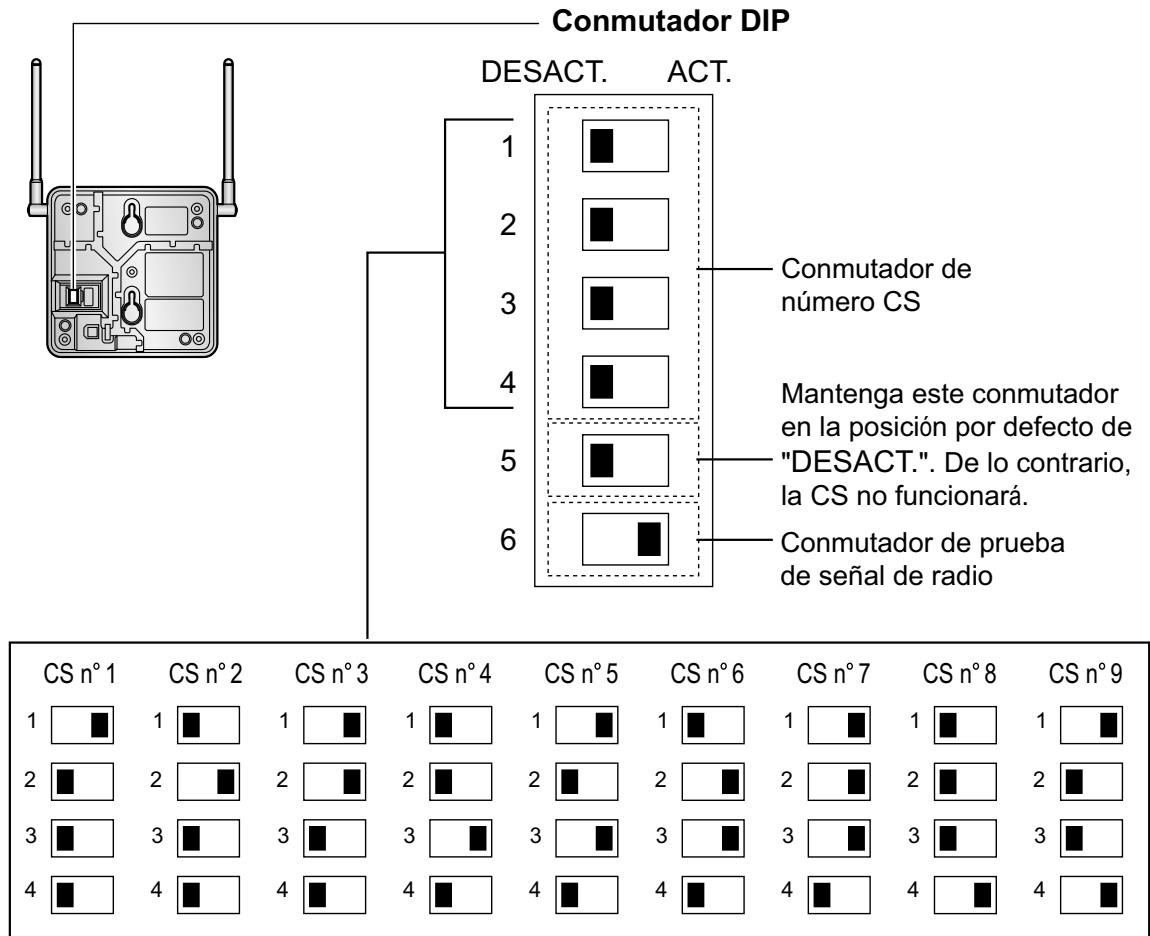 Conmutador DIP
DESACT. ACT.
1
2
3
4
5
6
Conmutador de
número CS
Mantenga este conmutador
en la posición por defecto de
"DESACT.". De lo contrario,
la CS no funcionará.
Conmutador de prueba
de señal de radio
CS n° 1 CS n° 2 CS n° 3 CS n° 4 CS n° 5 CS n° 6 CS n° 7 CS n° 8 CS n° 9
1 1 1 1 1 1 1 1 1
2 2 2 2 2 2 2 2 2
3 3 3 3 3 3 3 3 3
4 4 4 4 4 4 4 4 4